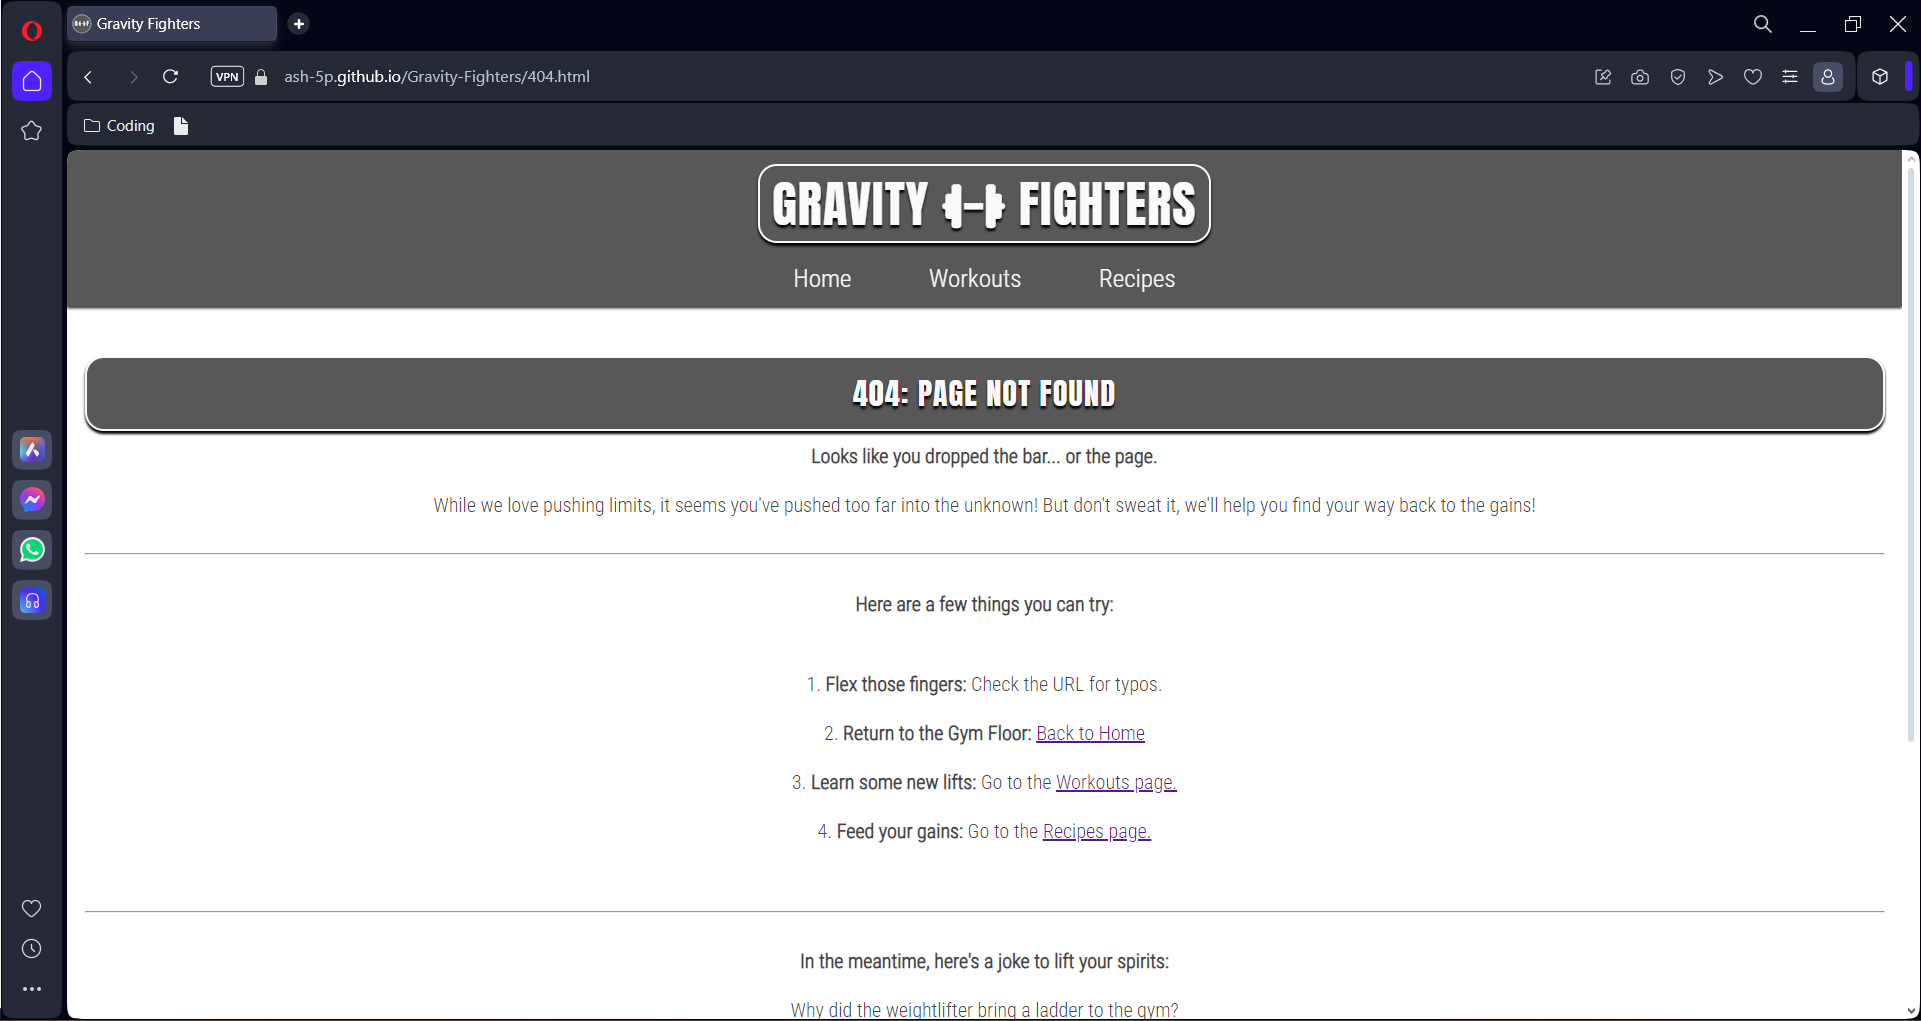 Gravity Fighters
VPN
ash-5p.github.io/Gravity-Fighters/404.html
Coding
GRAVITY FIGHTERS
Home Workouts Recipes
404: PAGE NOT FOUND
Looks like you dropped the bar... or the page.
While we love pushing limits, it seems you've pushed too far into the unknown! But don't sweat it, we'll help you find your way back to the gains!
Here are a few things you can try:
1. Flex those fingers: Check the URL for typos.
2. Return to the Gym Floor: Back to Home
3. Learn some new lifts: Go to the Workouts page.
4. Feed your gains: Go to the Recipes page.
In the meantime, here's a joke to lift your spirits:
Why did the weightlifter bring a ladder to the gym?